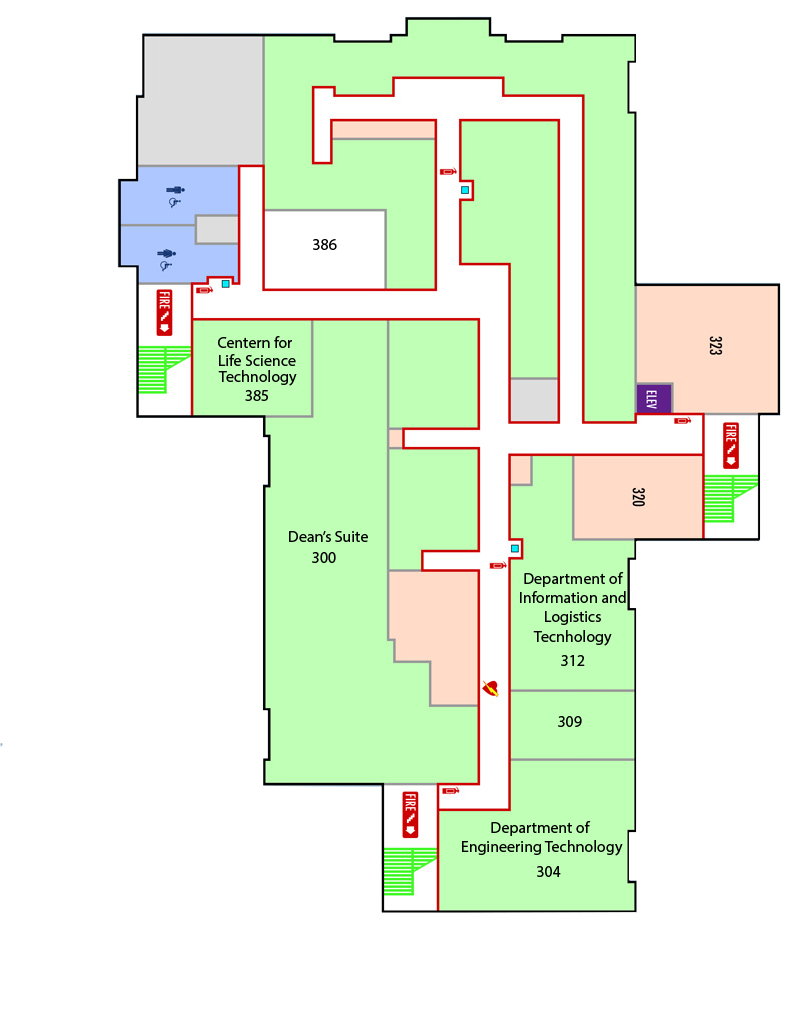 386
FIRE
Centern for
Life Science
Technology
385
323
ELEV
FIRE
320
Dean's Suite
300
Department of
Information and
Logistics
Tecnhology
312
309
FIRE
Department of
Engineering Technology
304